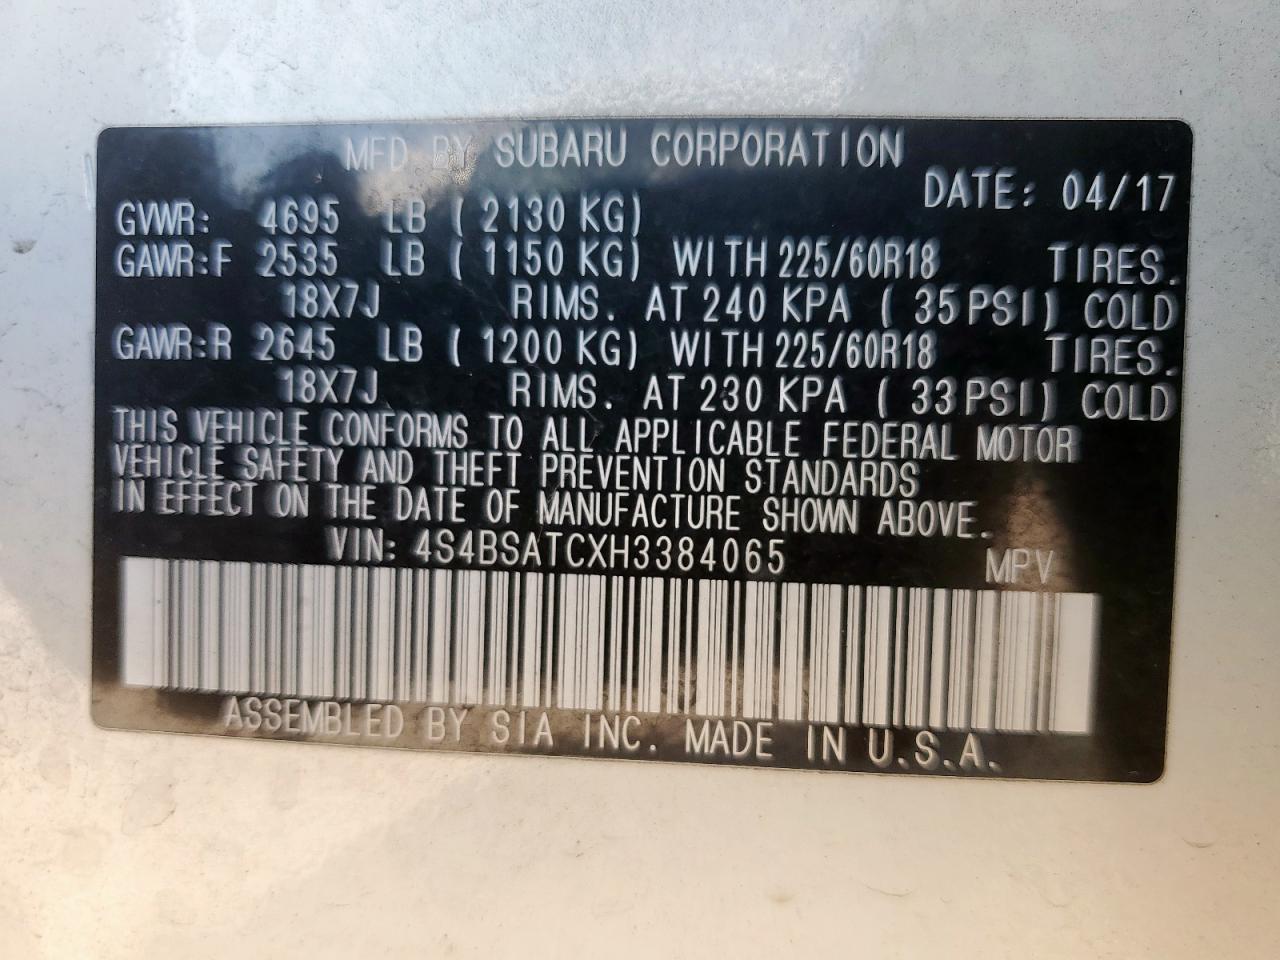 MFD BY SUBARU CORPORATION
DATE: 04/17
GVWR: 4695 LB ( 2130 KG)
GAWR:F 2535 LB ( 1150 KG) WITH 225/60R18 TIRES.
18X7J RIMS. AT 240 KPA ( 35 PSI) COLD
GAWR:R 2645 LB ( 1200 KG) WITH 225/60R18 TIRES.
18X7J RIMS. AT 230 KPA ( 33 PSI) COLD
THIS VEHICLE CONFORMS TO ALL APPLICABLE FEDERAL MOTOR
VEHICLE SAFETY AND THEFT PREVENTION STANDARDS
IN EFFECT ON THE DATE OF MANUFACTURE SHOWN ABOVE.
VIN: 4S4BSATCXH3384065 MPV
ASSEMBLED BY SIA INC. MADE IN U.S.A.